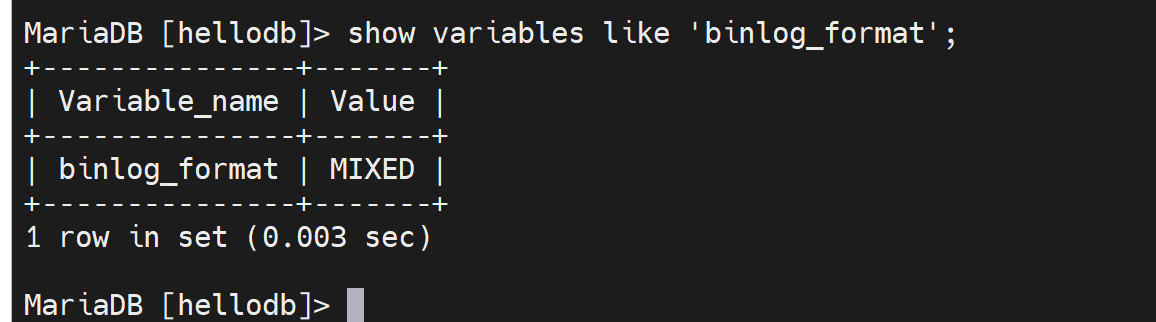 MariaDB [hellodb]> show variables like 'binlog_format';
+---------------+-------+
| Variable_name | Value |
+---------------+-------+
| binlog_format | MIXED |
+---------------+-------+
1 row in set (0.003 sec)
MariaDB [hellodb]>